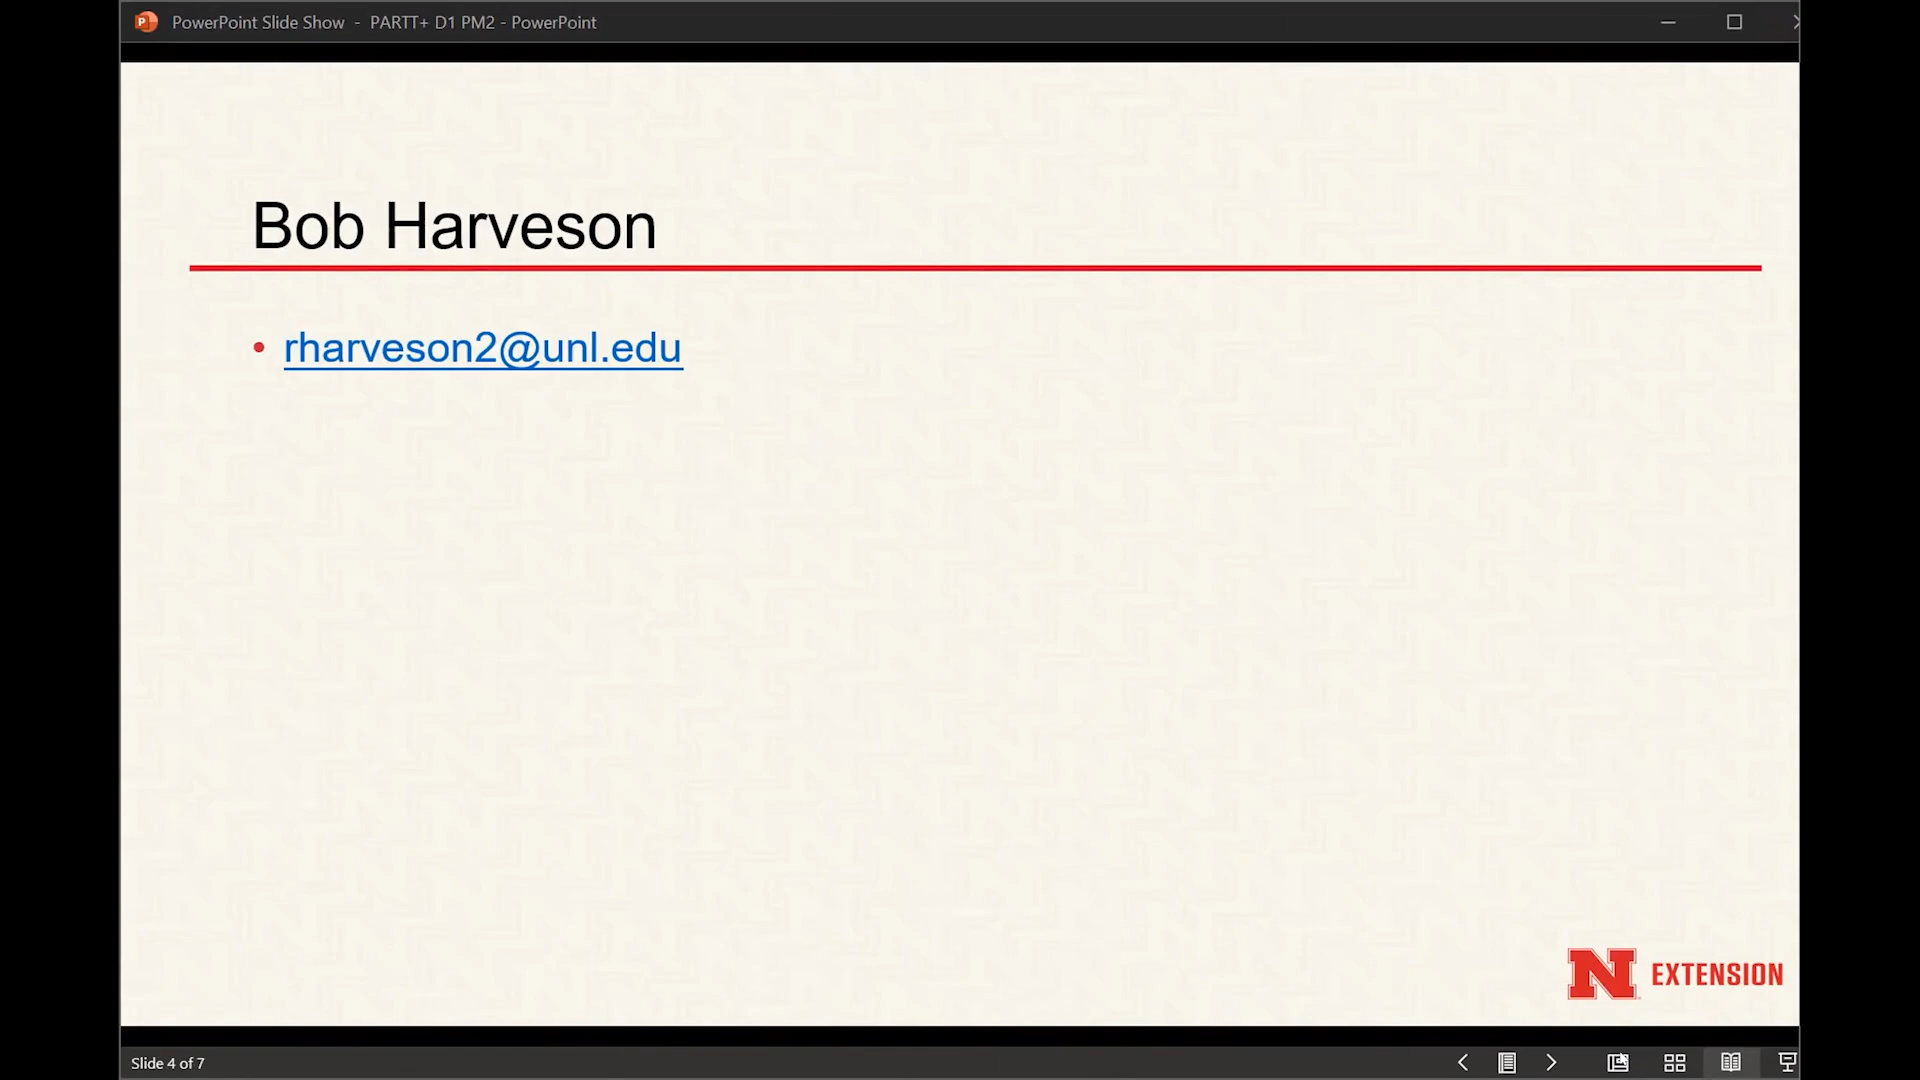 PowerPoint Slide Show - PARTT+ D1 PM2 - PowerPoint
Bob Harveson
• rharveson2@unl.edu
N EXTENSION
Slide 4 of 7